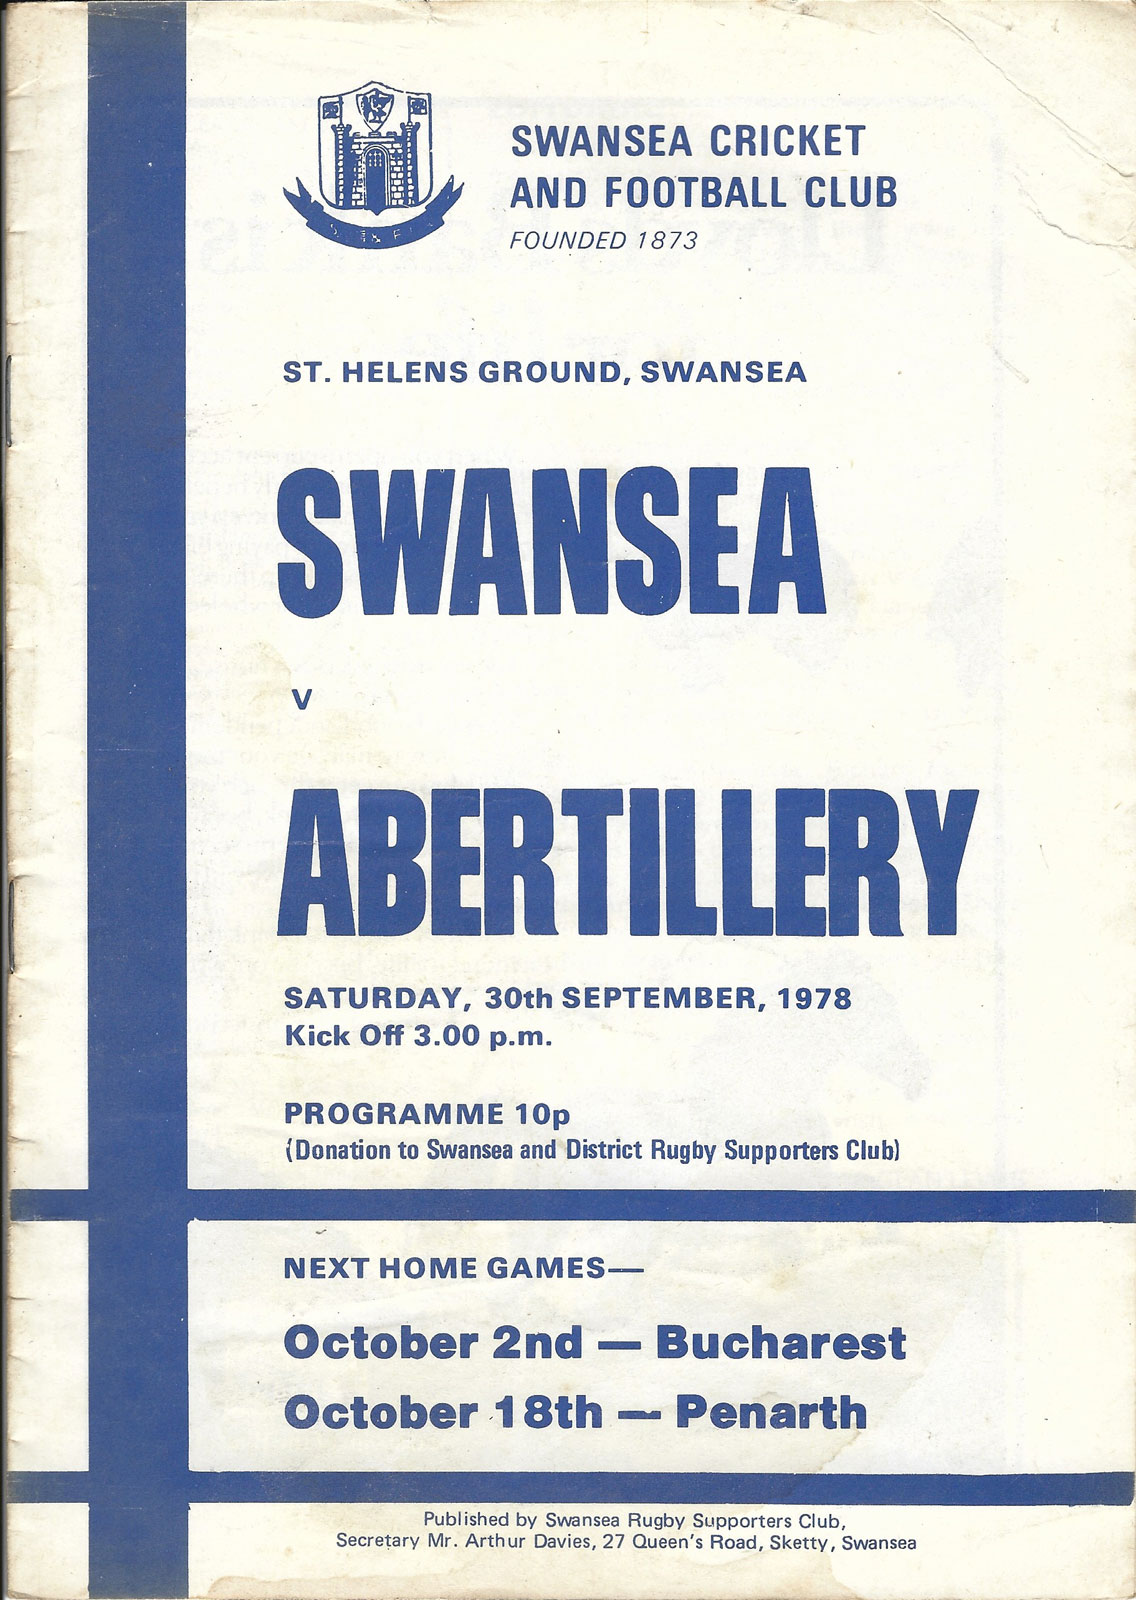 SWANSEA CRICKET
AND FOOTBALL CLUB
FOUNDED 1873
ST. HELENS GROUND, SWANSEA
SWANSEA
v
ABERTILLERY
SATURDAY, 30th SEPTEMBER, 1978
Kick Off 3.00 p.m.
PROGRAMME 10p
(Donation to Swansea and District Rugby Supporters Club)
NEXT HOME GAMES—
October 2nd — Bucharest
October 18th — Penarth
Published by Swansea Rugby Supporters Club,
Secretary Mr. Arthur Davies, 27 Queen's Road, Sketty, Swansea